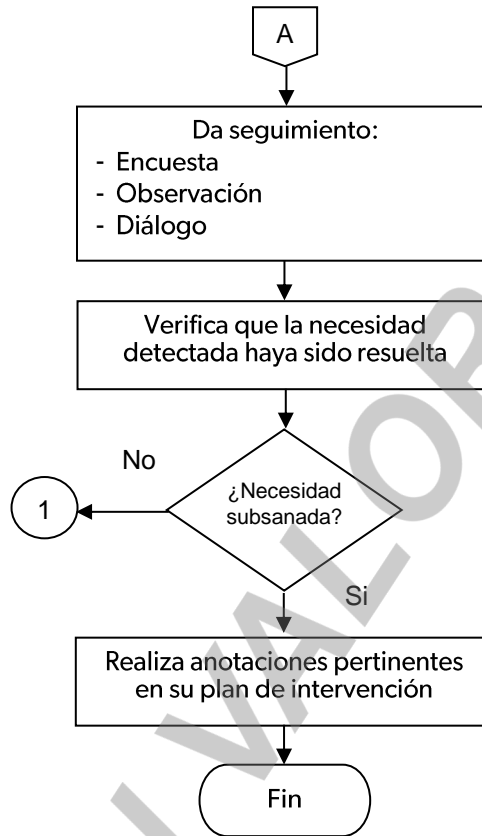 A
Da seguimiento:
- Encuesta
- Observación
- Diálogo
Verifica que la necesidad
detectada haya sido resuelta
No
1
¿Necesidad
subsanada?
Si
Realiza anotaciones pertinentes
en su plan de intervención
Fin
VALOR